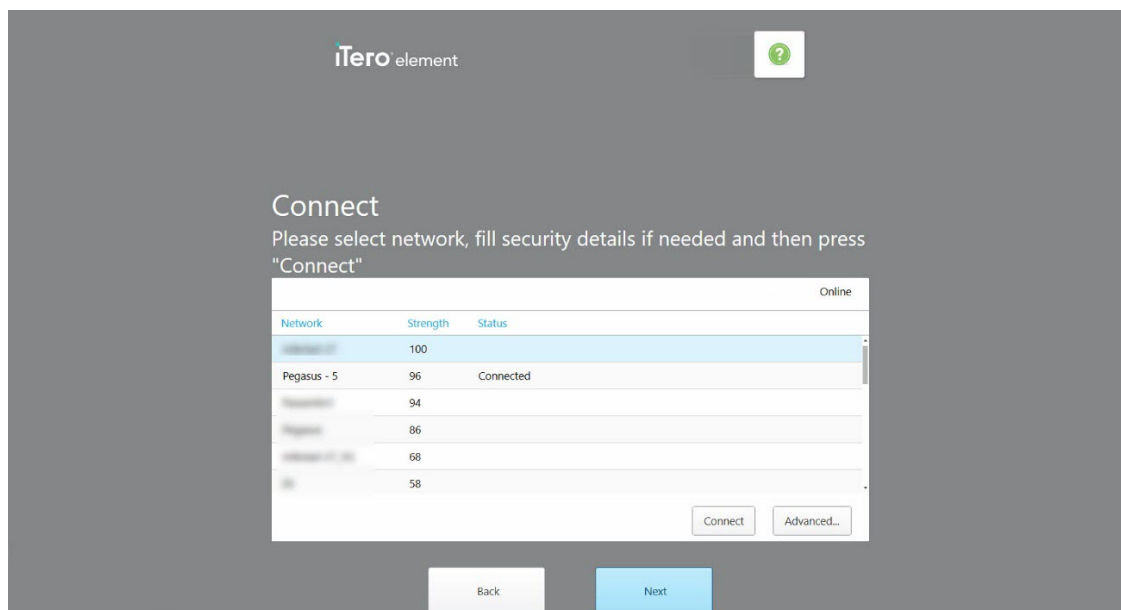 iTero element
?
Connect
Please select network, fill security details if needed and then press
"Connect"
Online
Network Strength Status
100
Pegasus - 5 96 Connected
94
86
68
58
Connect Advanced...
Back Next